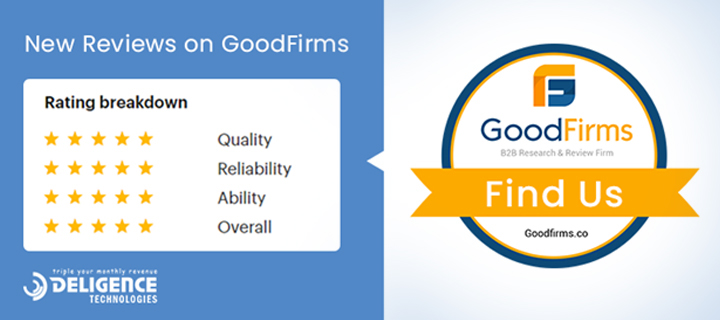 New Reviews on GoodFirms
Rating breakdown
Quality
Reliability
Ability
Overall
triple your monthly revenue
DELIGENCE
TECHNOLOGIES
GoodFirms
B2B Research & Review Firm
Find Us
Goodfirms.co